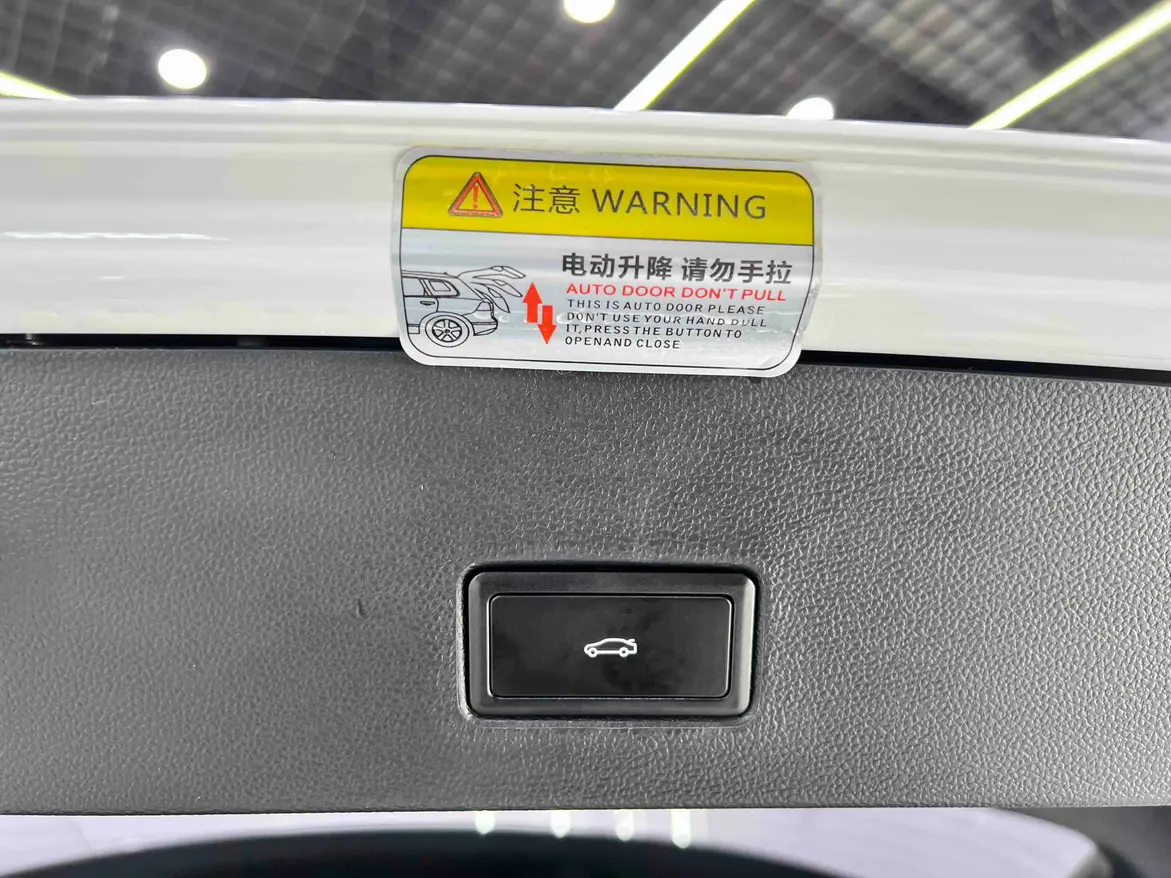 注意 WARNING
电动升降 请勿手拉
AUTO DOOR DON'T PULL
THIS IS AUTO DOOR PLEASE
DON'T USE YOUR HAND PULL
IT,PRESS THE BUTTON TO
OPENAND CLOSE